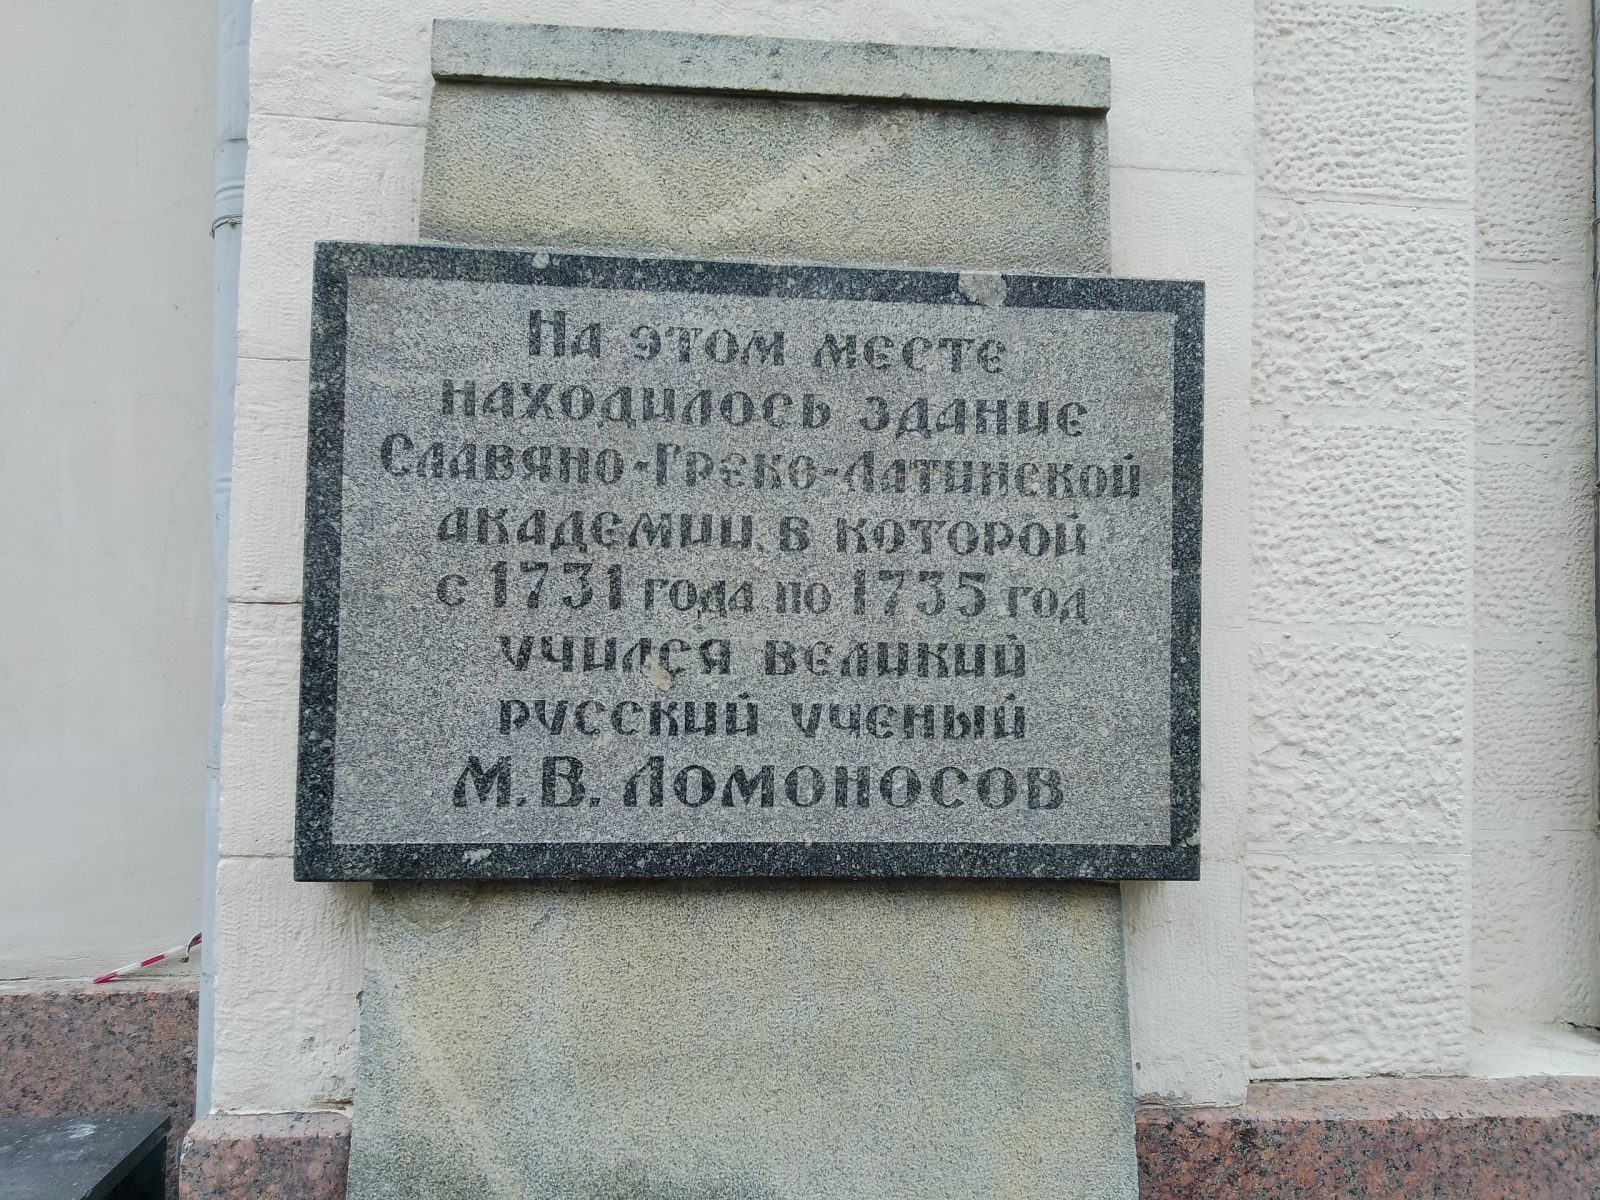 На этом месте
находилось здание
Славяно-Греко-Латинской
академии, в которой
с 1731 года по 1735 год
учился великий
русский ученый
М.В. Ломоносов